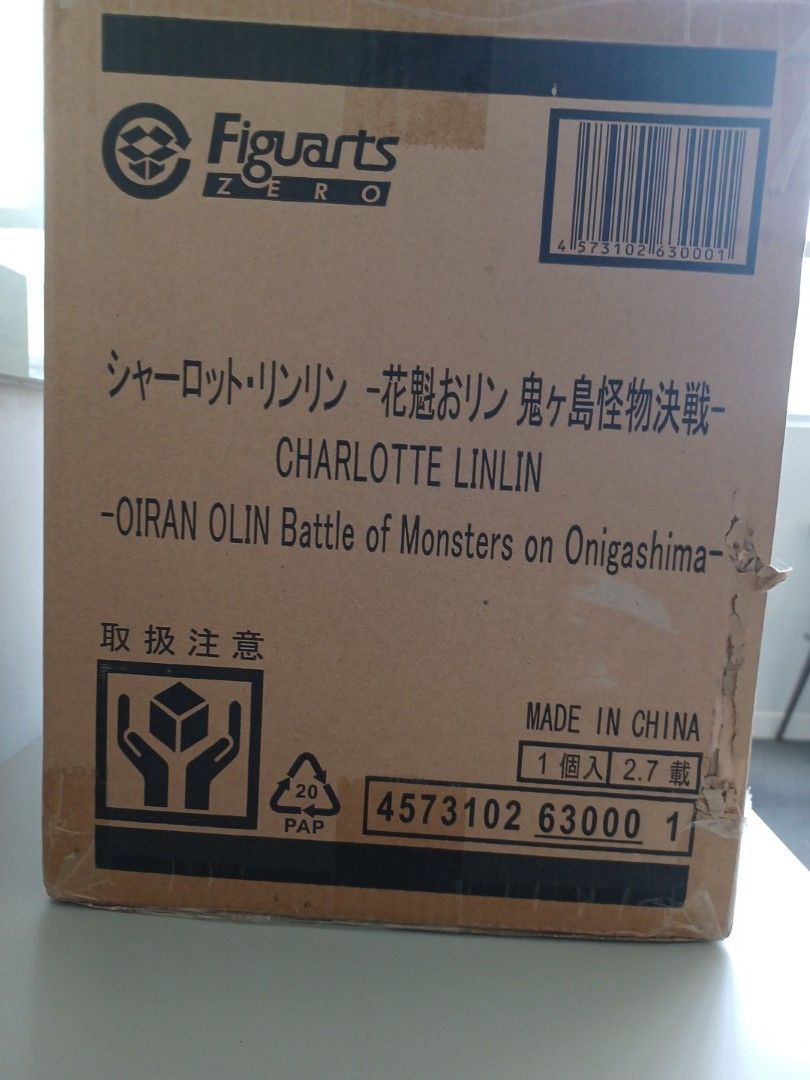 Figuarts
ZERO
4 573102 630001
シャーロット・リンリン -花魁おリン 鬼ヶ島怪物決戦-
CHARLOTTE LINLIN
-OIRAN OLIN Battle of Monsters on Onigashima-
取扱注意
MADE IN CHINA
1個入 2.7載
20
PAP
4573102 63000 1